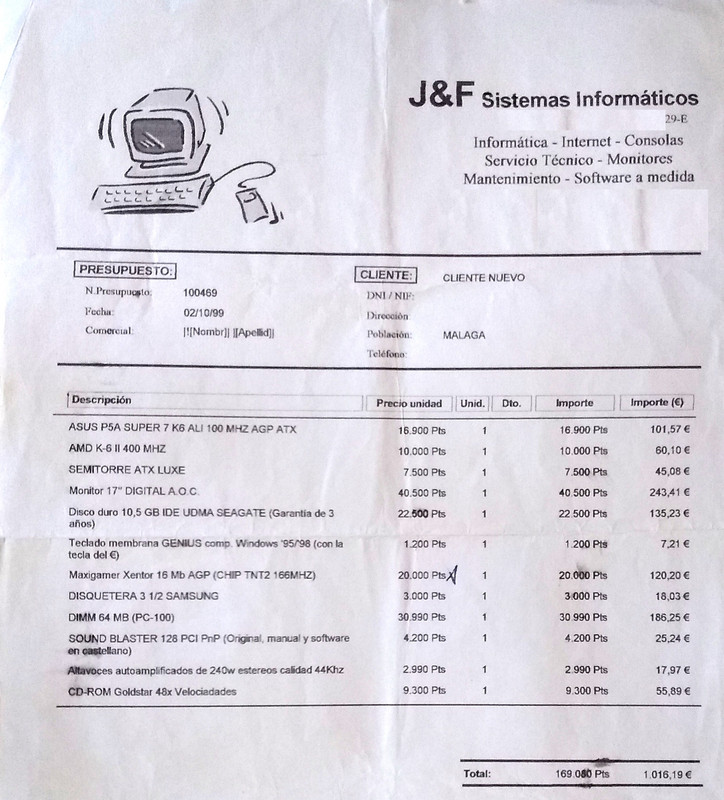 J&F Sistemas Informáticos
29-E
Informática - Internet - Consolas
Servicio Técnico - Monitores
Mantenimiento - Software a medida
PRESUPUESTO:
N.Presupuesto: 100469
Fecha: 02/10/99
Comercial: |![Nombr]| |[Apellid]|
CLIENTE: CLIENTE NUEVO
DNI / NIF:
Dirección
Población: MALAGA
Teléfono:
Descripción Precio unidad Unid. Dto. Importe Importe (€)
ASUS P5A SUPER 7 K6 ALI 100 MHZ AGP ATX 16.900 Pts 1 16.900 Pts 101,57 €
AMD K-6 II 400 MHZ 10.000 Pts 1 10.000 Pts 60,10 €
SEMITORRE ATX LUXE 7.500 Pts 1 7.500 Pts 45,08 €
Monitor 17" DIGITAL A.O.C. 40.500 Pts 1 40.500 Pts 243,41 €
Disco duro 10,5 GB IDE UDMA SEAGATE (Garantia de 3 22.500 Pts 1 22.500 Pts 135,23 €
años)
Teclado membrana GENIUS comp. Windows '95/'98 (con la 1.200 Pts 1 1.200 Pts 7,21 €
tecla del €)
Maxigamer Xentor 16 Mb AGP (CHIP TNT2 166MHZ) 20.000 Pts 1 20.000 Pts 120,20 €
DISQUETERA 3 1/2 SAMSUNG 3.000 Pts 1 3.000 Pts 18,03 €
DIMM 64 MB (PC-100) 30.990 Pts 1 30.990 Pts 186,25 €
SOUND BLASTER 128 PCI PnP (Original, manual y software 4.200 Pts 1 4.200 Pts 25,24 €
en castellano)
Altavoces autoamplificados de 240w estereos calidad 44Khz 2.990 Pts 1 2.990 Pts 17,97 €
CD-ROM Goldstar 48x Velociadades 9.300 Pts 1 9.300 Pts 55,89 €
Total: 169.080 Pts 1.016,19 €